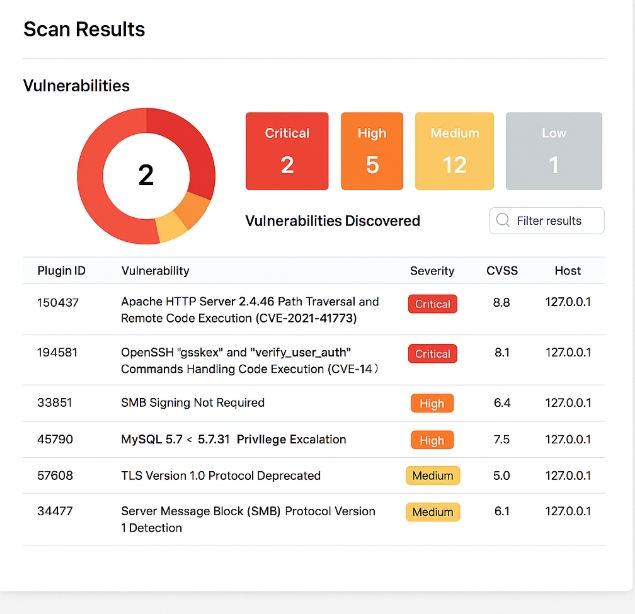 Scan Results
Vulnerabilities
2
Critical
2
High
5
Medium
12
Low
1
Vulnerabilities Discovered
Filter results
Plugin ID Vulnerability Severity CVSS Host
150437 Apache HTTP Server 2.4.46 Path Traversal and Critical 8.8 127.0.0.1
Remote Code Execution (CVE-2021-41773)
194581 OpenSSH "gsskex" and "verify_user_auth" Critical 8.1 127.0.0.1
Commands Handling Code Execution (CVE-14)
33851 SMB Signing Not Required High 6.4 127.0.0.1
45790 MySQL 5.7 < 5.7.31 Privllege Excalation High 7.5 127.0.0.1
57608 TLS Version 1.0 Protocol Deprecated Medium 5.0 127.0.0.1
34477 Server Message Block (SMB) Protocol Version Medium 6.1 127.0.0.1
1 Detection